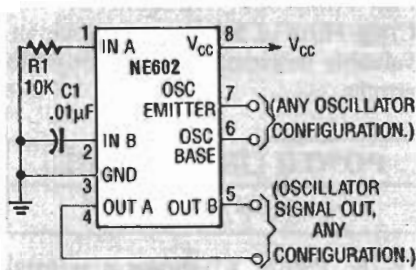 1 IN A VCC 8 VCC
R1
10K
NE602
C1
.01µF
OSC
EMITTER 7
(ANY OSCILLATOR
CONFIGURATION.)
IN B
2
OSC
BASE 6
3
GND
4
OUT A OUT B 5
(OSCILLATOR
SIGNAL OUT,
ANY
CONFIGURATION.)